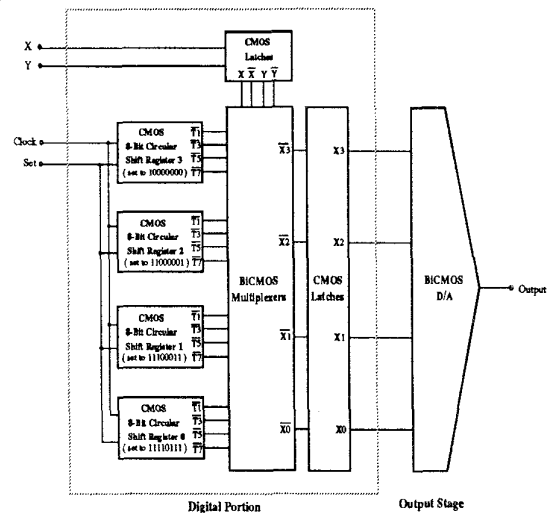 CMOS
Latches
X
Y
X X̅ Y Y̅
Clock
Set
CMOS
8-Bit Circular
Shift Register 3
(set to 10000000)
T̅1̅
T̅3̅
T̅5̅
T̅7̅
CMOS
8-Bit Circular
Shift Register 2
(set to 11000001)
T̅1̅
T̅3̅
T̅5̅
T̅7̅
CMOS
8-Bit Circular
Shift Register 1
(set to 11100011)
T̅1̅
T̅3̅
T̅5̅
T̅7̅
CMOS
8-Bit Circular
Shift Register 0
(set to 11110111)
T̅1̅
T̅3̅
T̅5̅
T̅7̅
BiCMOS
Multiplexers
X̅3̅
X̅2̅
X̅1̅
X̅0̅
CMOS
Latches
X3
X2
X1
X0
BiCMOS
D/A
Output
Digital Portion
Output Stage